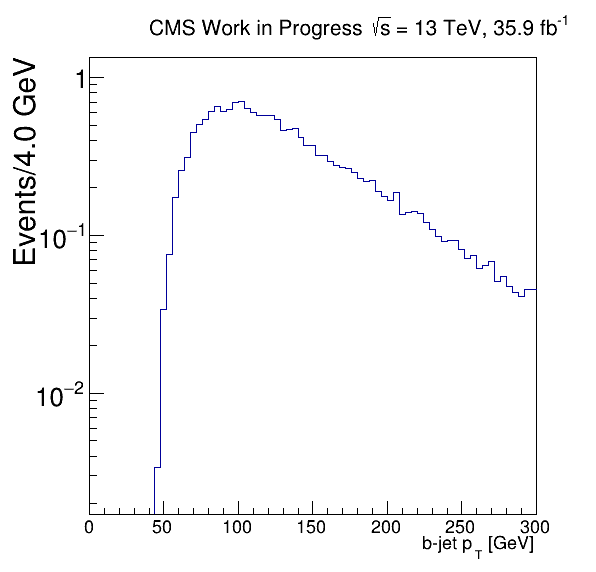 CMS Work in Progress √s = 13 TeV, 35.9 fb⁻¹
Events/4.0 GeV
1
10⁻¹
10⁻²
0 50 100 150 200 250 300
b-jet p_T [GeV]